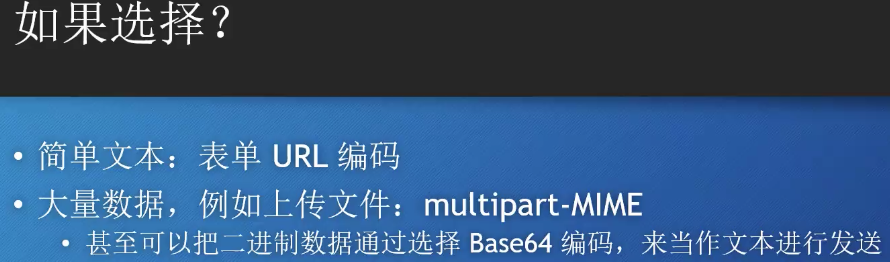 如果选择？
• 简单文本：表单 URL 编码
• 大量数据，例如上传文件：multipart-MIME
• 甚至可以把二进制数据通过选择 Base64 编码，来当作文本进行发送